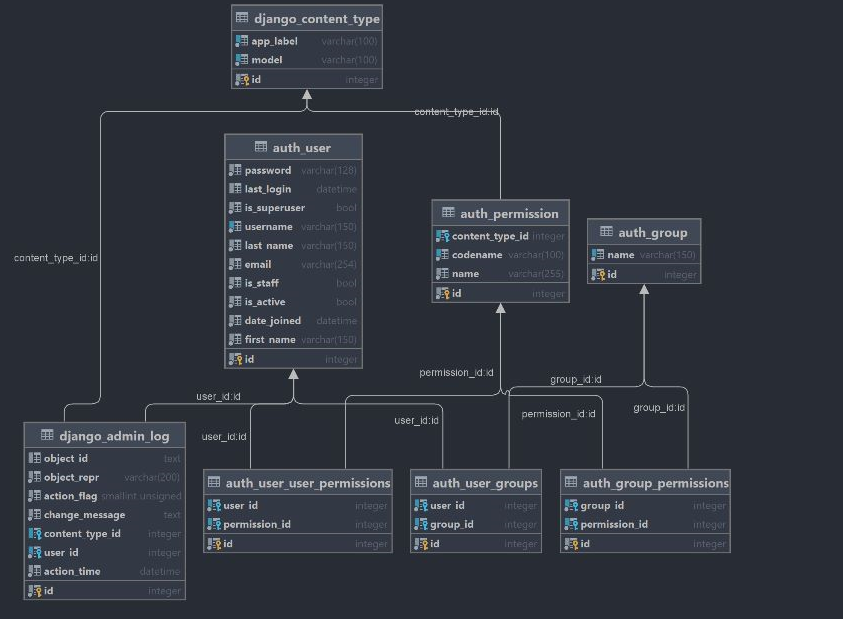 django_content_type
app_label varchar(100)
model varchar(100)
id integer
content_type_id:id
auth_user
password varchar(128)
last_login datetime
is_superuser bool
username varchar(150)
last_name varchar(150)
email varchar(254)
is_staff bool
is_active bool
date_joined datetime
first_name varchar(150)
id integer
auth_permission
content_type_id integer
codename varchar(100)
name varchar(255)
id integer
auth_group
name varchar(150)
id integer
content_type_id:id
permission_id:id
group_id:id
user_id:id
group_id:id
permission_id:id
user_id:id
user_id:id
django_admin_log
object_id text
object_repr varchar(200)
action_flag smallint unsigned
change_message text
content_type_id integer
user_id integer
action_time datetime
id integer
auth_user_user_permissions
user_id integer
permission_id integer
id integer
auth_user_groups
user_id integer
group_id integer
id integer
auth_group_permissions
group_id integer
permission_id integer
id integer